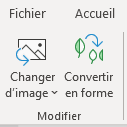 Fichier Accueil
Changer Convertir
d'image en forme
Modifier